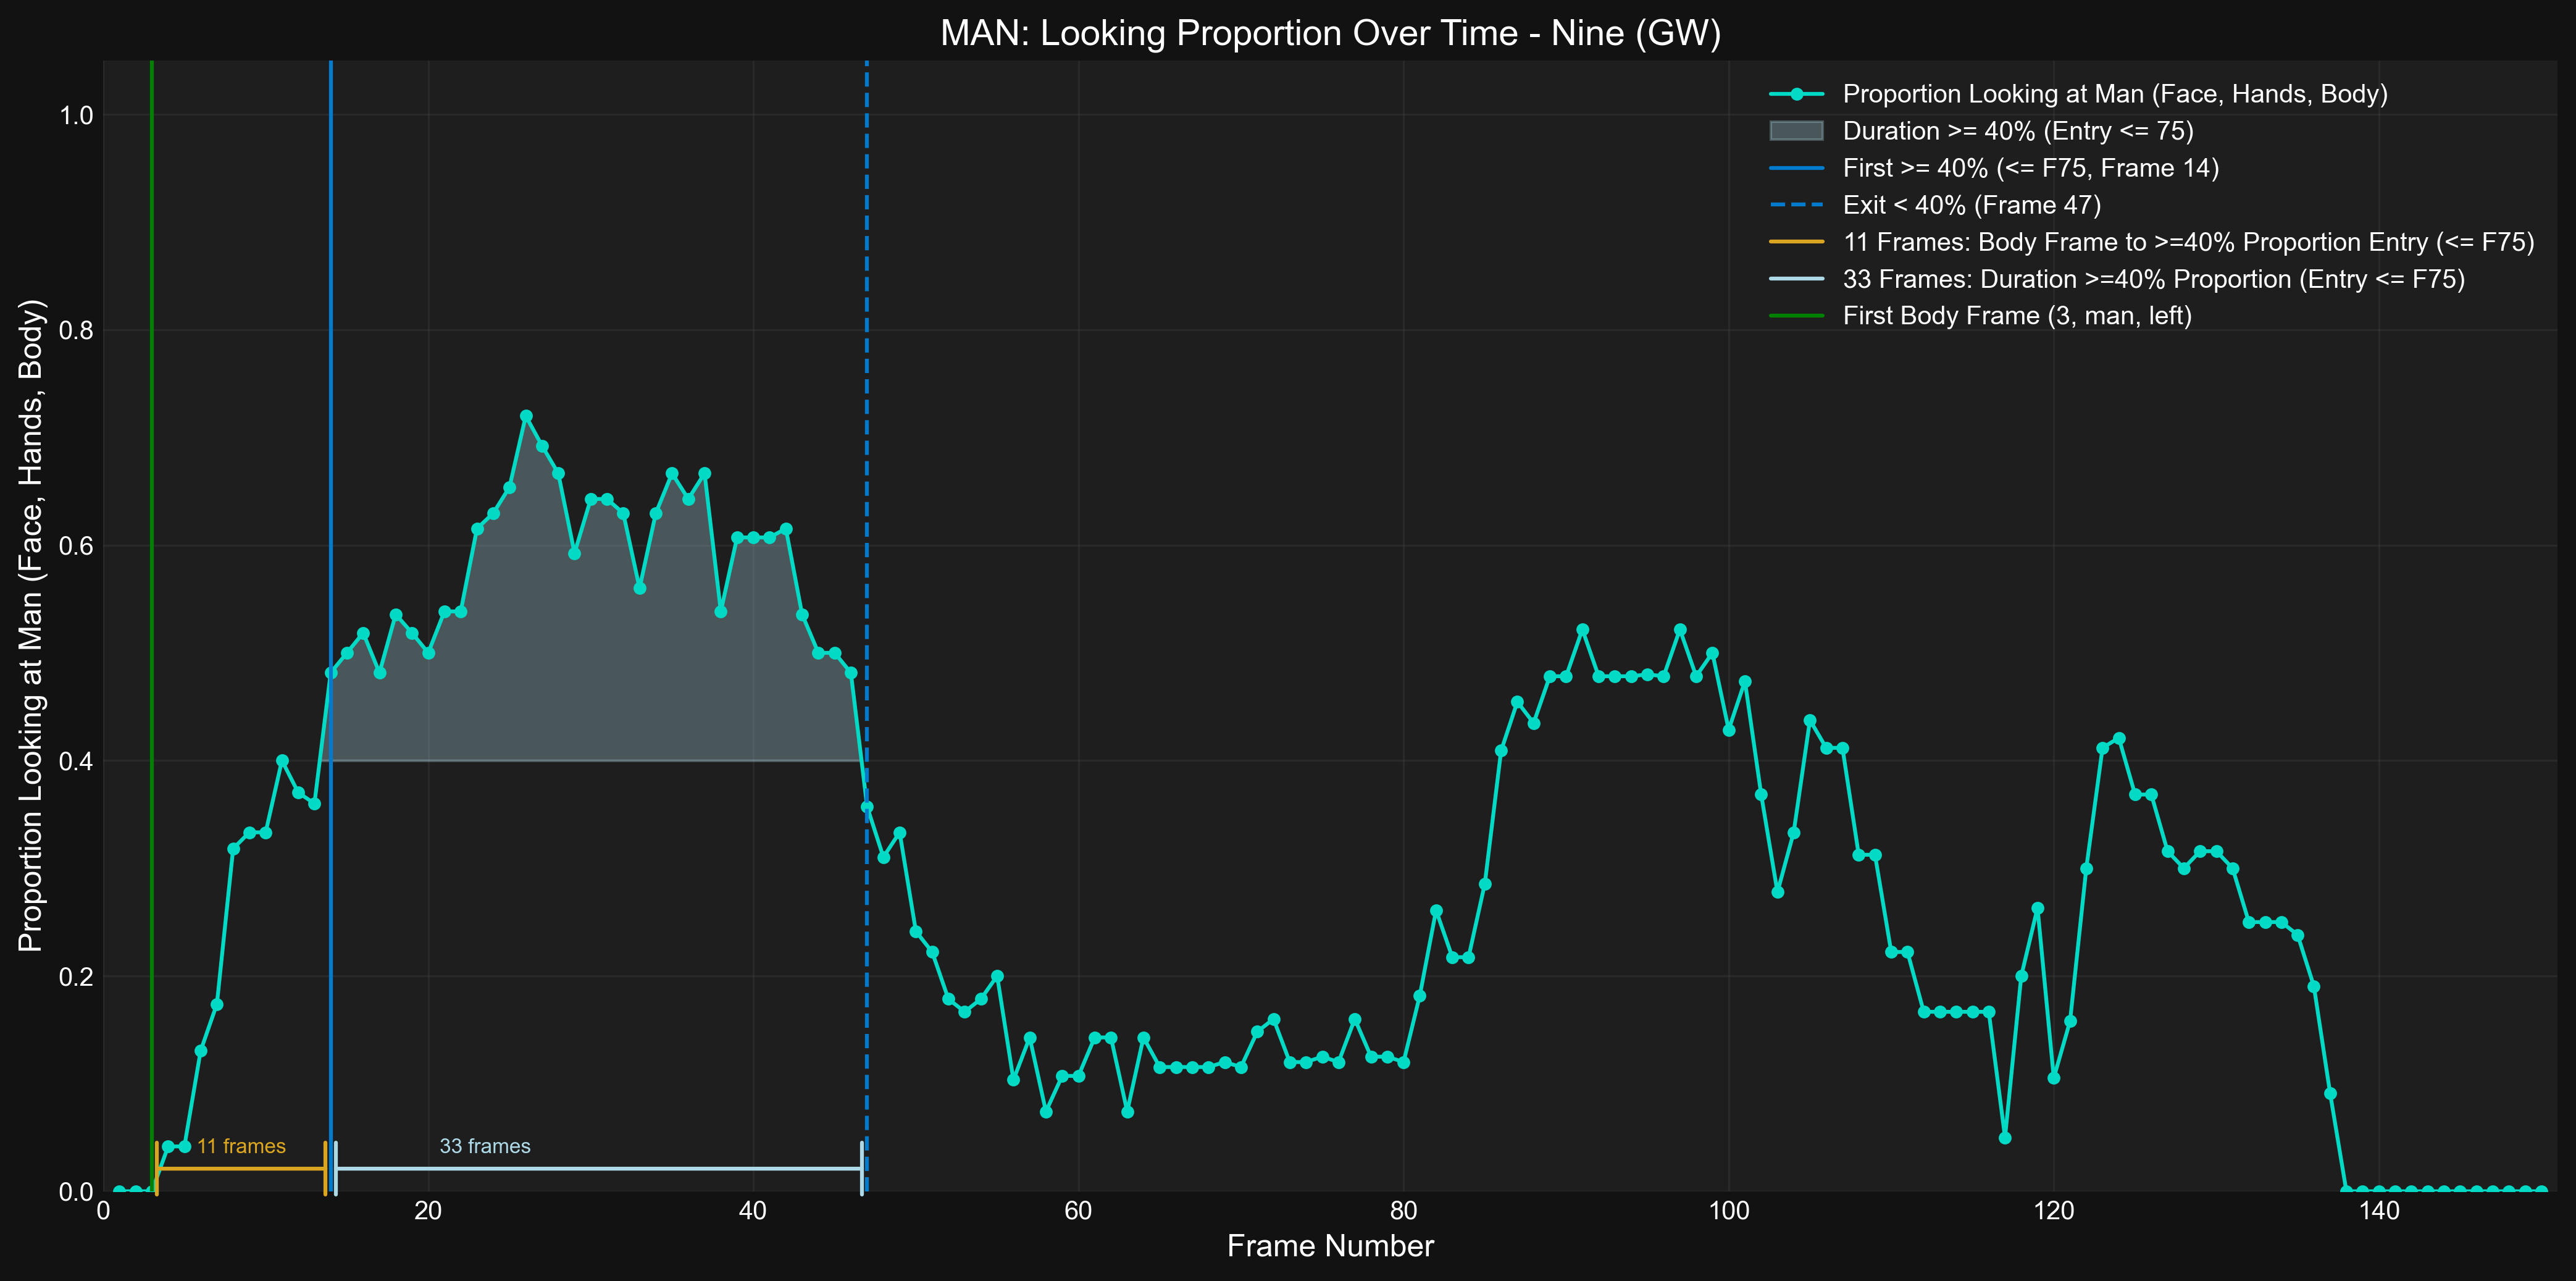 MAN: Looking Proportion Over Time - Nine (GW)
Proportion Looking at Man (Face, Hands, Body)
Duration >= 40% (Entry <= 75)
First >= 40% (<= F75, Frame 14)
Exit < 40% (Frame 47)
11 Frames: Body Frame to >=40% Proportion Entry (<= F75)
33 Frames: Duration >=40% Proportion (Entry <= F75)
First Body Frame (3, man, left)
Proportion Looking at Man (Face, Hands, Body)
1.0
0.8
0.6
0.4
0.2
0.0
11 frames
33 frames
0 20 40 60 80 100 120 140
Frame Number